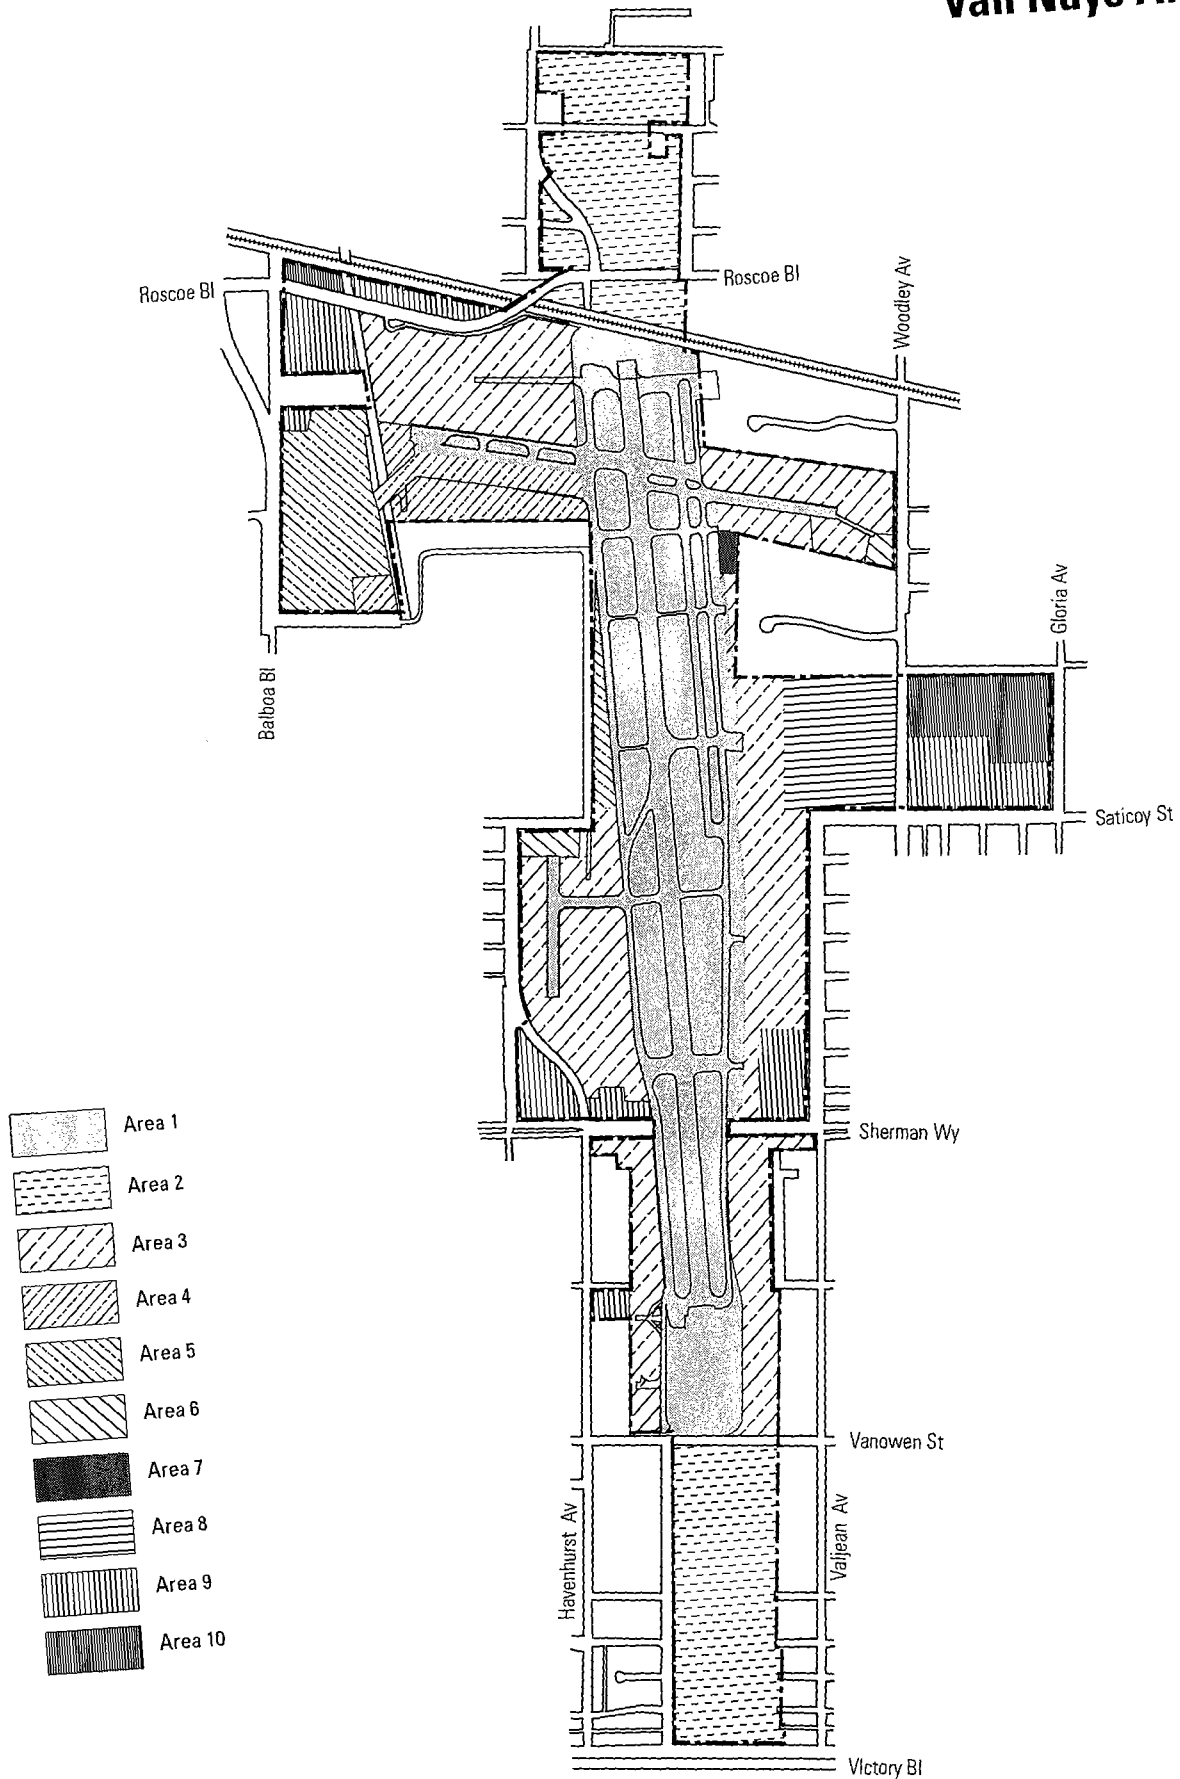 Van Nuys
Roscoe Bl
Roscoe Bl
Woodley Av
Gloria Av
Balboa Bl
Saticoy St
Sherman Wy
Area 1
Area 2
Area 3
Area 4
Area 5
Area 6
Area 7
Area 8
Area 9
Area 10
Vanowen St
Havenhurst Av
Valjean Av
Victory Bl